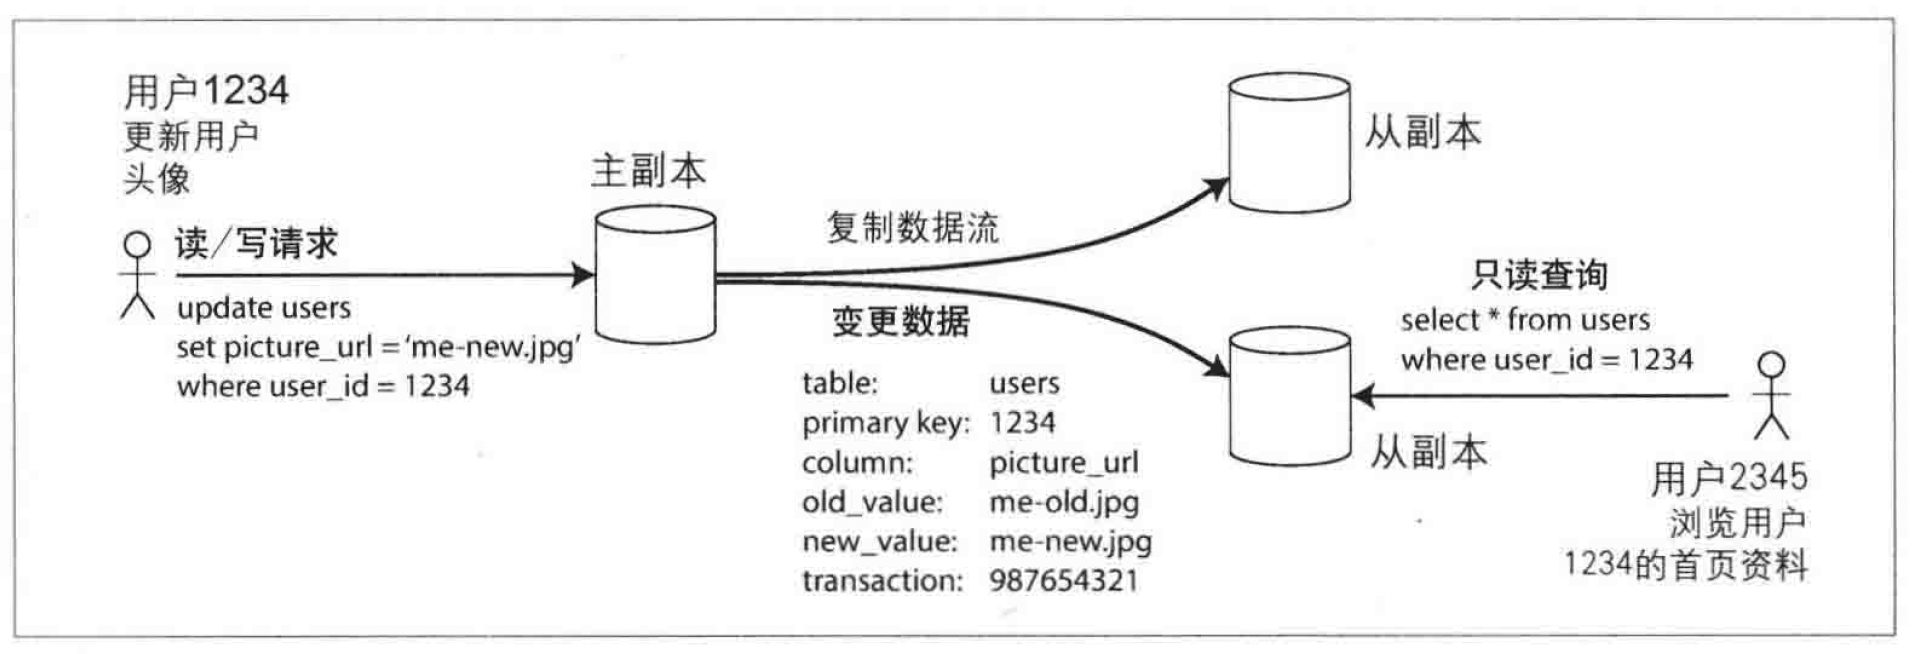 用户1234
更新用户
头像
读/写请求
update users
set picture_url = ‘me-new.jpg’
where user_id = 1234
主副本
复制数据流
变更数据
table: users
primary key: 1234
column: picture_url
old_value: me-old.jpg
new_value: me-new.jpg
transaction: 987654321
从副本
只读查询
select * from users
where user_id = 1234
从副本
用户2345
浏览用户
1234的首页资料